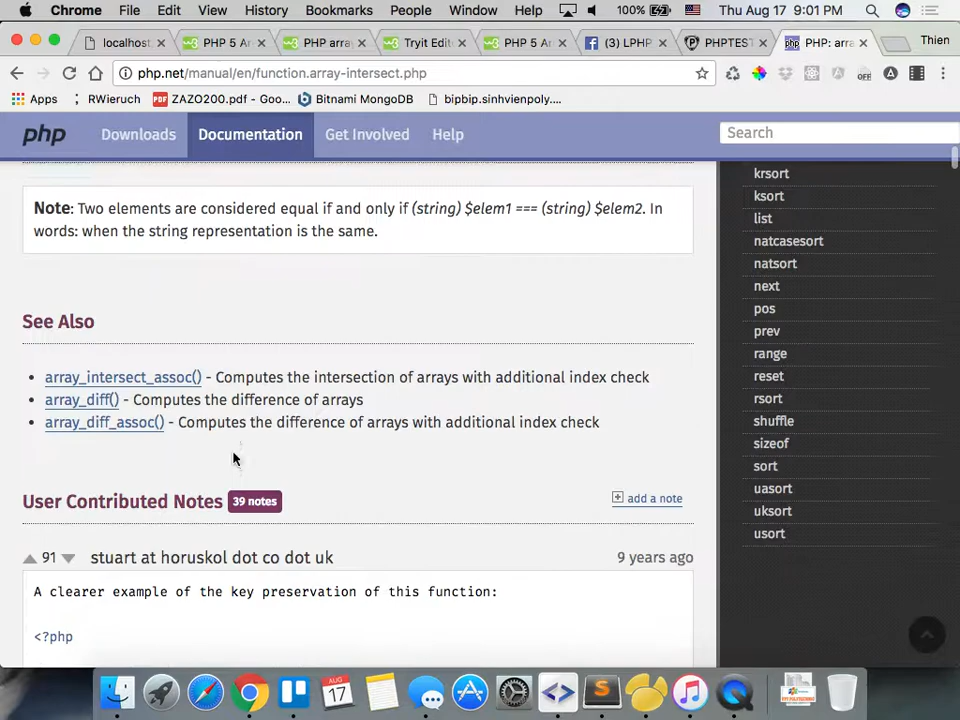 Chrome File Edit View History Bookmarks People Window Help 100% Thu Aug 17 9:01 PM
localhost PHP 5 Ar PHP array Tryit Edit PHP 5 Ar (3) LPHP PHPTEST PHP: arra Thien
php.net/manual/en/function.array-intersect.php OFF
Apps RWieruch ZAZO200.pdf - Goo... Bitnami MongoDB bipbip.sinhvienpoly....
php Downloads Documentation Get Involved Help Search
krsort
ksort
list
natcasesort
natsort
next
pos
prev
range
reset
rsort
shuffle
sizeof
sort
uasort
uksort
usort
Note: Two elements are considered equal if and only if (string) $elem1 === (string) $elem2. In
words: when the string representation is the same.
See Also
• array_intersect_assoc() - Computes the intersection of arrays with additional index check
• array_diff() - Computes the difference of arrays
• array_diff_assoc() - Computes the difference of arrays with additional index check
User Contributed Notes 39 notes add a note
91 stuart at horuskol dot co dot uk 9 years ago
A clearer example of the key preservation of this function:
<?php
AUG
17